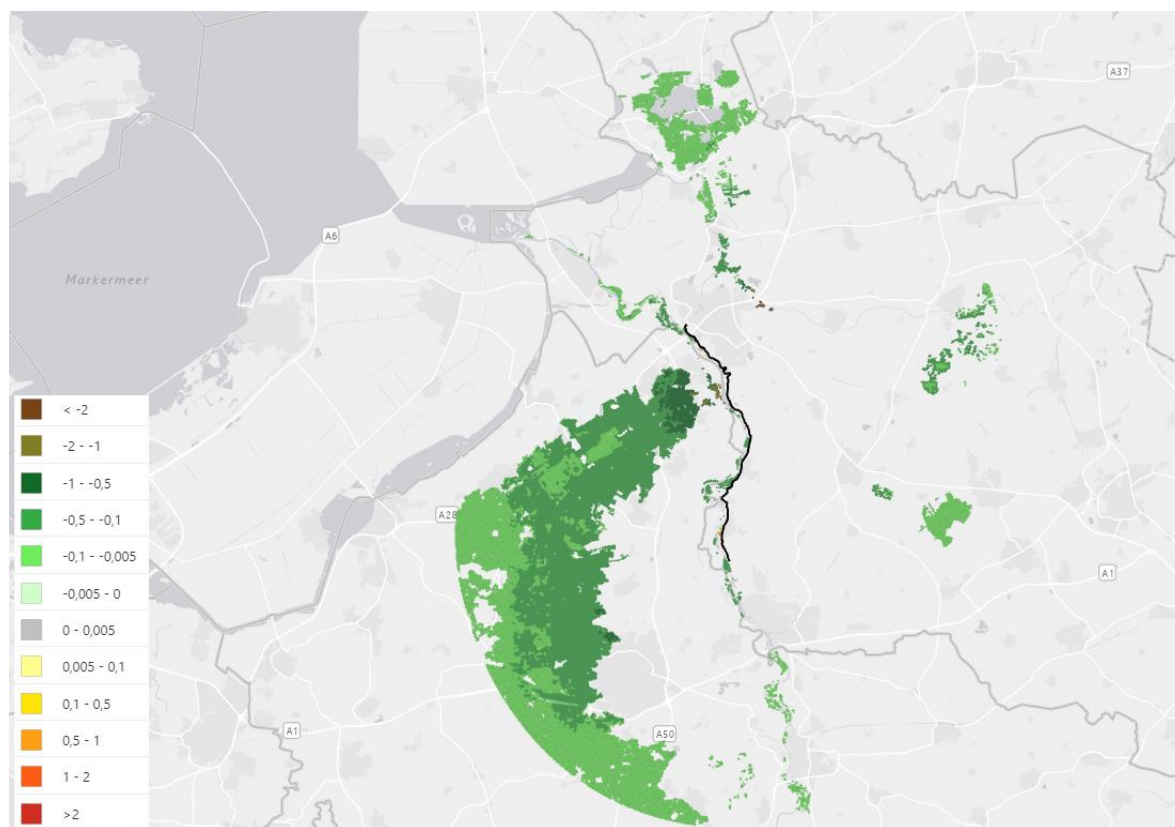 A37
A6
Markermeer
< -2
-2 - -1
-1 - -0,5
-0,5 - -0,1
-0,1 - -0,005
-0,005 - 0
0 - 0,005
0,005 - 0,1
0,1 - 0,5
0,5 - 1
1 - 2
>2
A28
A1
A1
A50